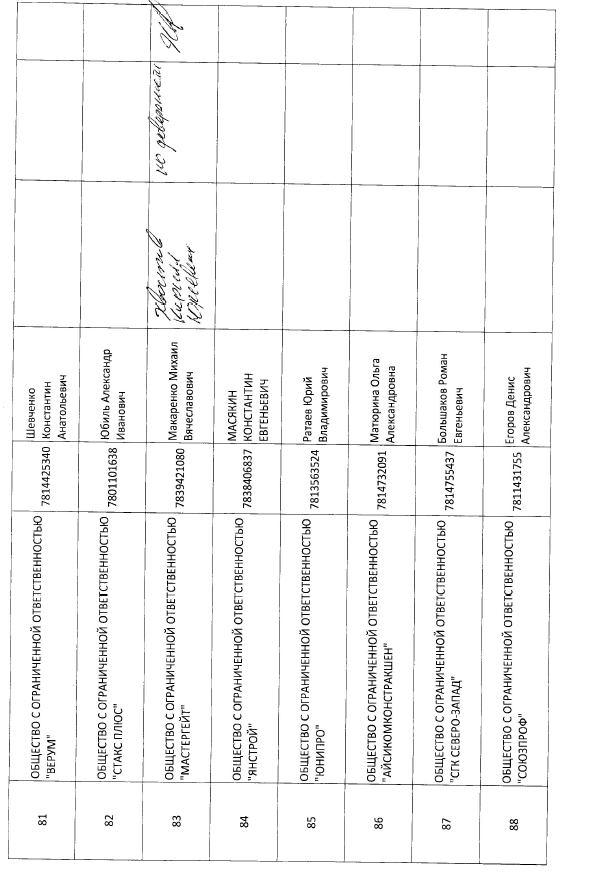 81
ОБЩЕСТВО С ОГРАНИЧЕННОЙ ОТВЕТСТВЕННОСТЬЮ
"ВЕРУМ"
7814425340
Шевченко
Константин
Анатольевич
82
ОБЩЕСТВО С ОГРАНИЧЕННОЙ ОТВЕТСТВЕННОСТЬЮ
"СТАКС ПЛЮС"
7801101638
Юбиль Александр
Иванович
83
ОБЩЕСТВО С ОГРАНИЧЕННОЙ ОТВЕТСТВЕННОСТЬЮ
"МАСТЕРГЕЙТ"
7839421080
Макаренко Михаил
Вячеславович
Кирилл
по доверенности
84
ОБЩЕСТВО С ОГРАНИЧЕННОЙ ОТВЕТСТВЕННОСТЬЮ
"ЯНСТРОЙ"
7838406837
МАСЯКИН
КОНСТАНТИН
ЕВГЕНЬЕВИЧ
85
ОБЩЕСТВО С ОГРАНИЧЕННОЙ ОТВЕТСТВЕННОСТЬЮ
"ЮНИПРО"
7813563524
Ратаев Юрий
Владимирович
86
ОБЩЕСТВО С ОГРАНИЧЕННОЙ ОТВЕТСТВЕННОСТЬЮ
"АЙСИКОМКОНСТРАКШЕН"
7814732091
Матюрина Ольга
Александровна
87
ОБЩЕСТВО С ОГРАНИЧЕННОЙ ОТВЕТСТВЕННОСТЬЮ
"СГК СЕВЕРО-ЗАПАД"
7814755437
Большаков Роман
Евгеньевич
88
ОБЩЕСТВО С ОГРАНИЧЕННОЙ ОТВЕТСТВЕННОСТЬЮ
"СОЮЗПРОФ"
7811431755
Егоров Денис
Александрович